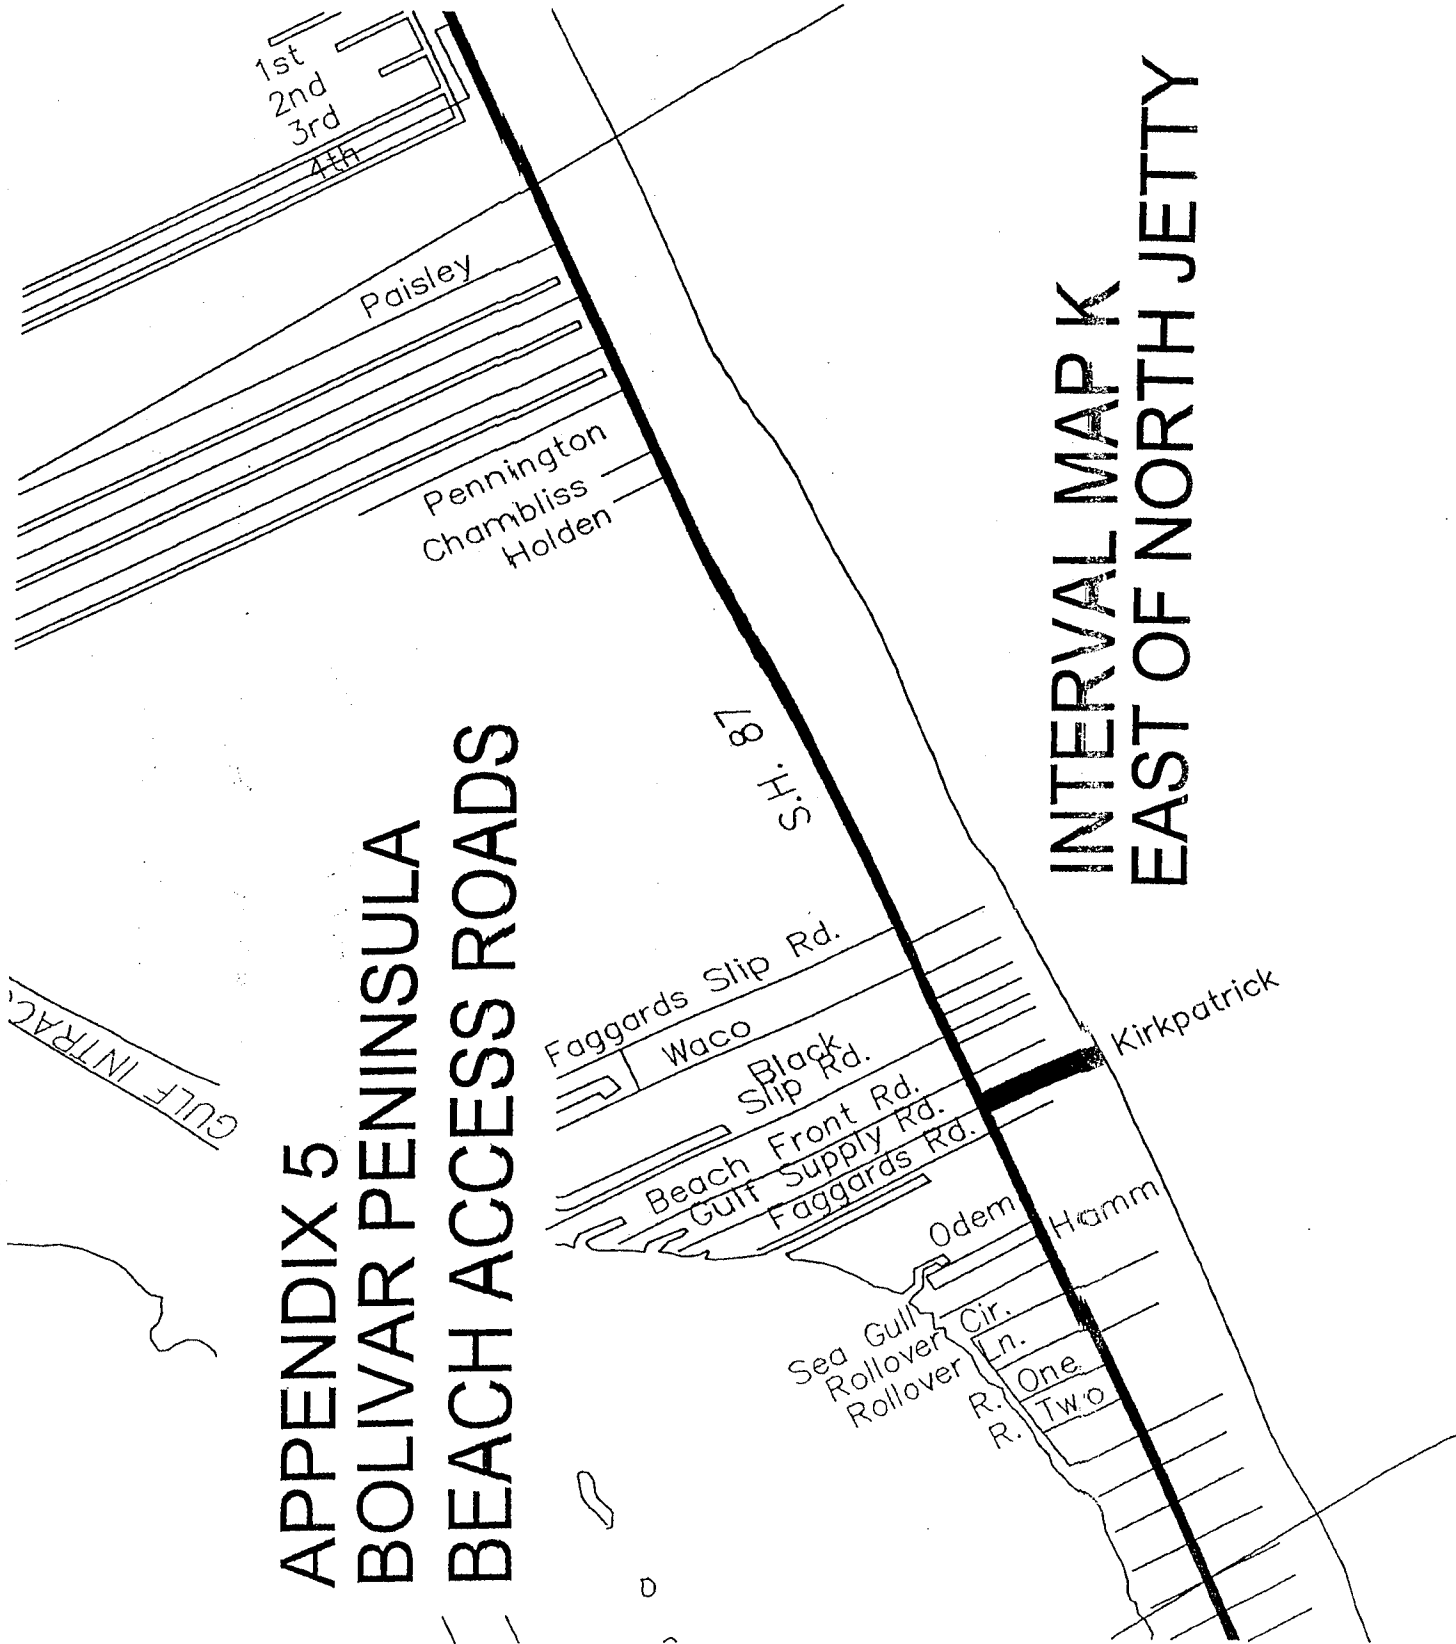 APPENDIX 5
BOLIVAR PENINSULA
BEACH ACCESS ROADS
INTERVAL MAP K
EAST OF NORTH JETTY
1st
2nd
3rd
4th
Paisley
Pennington
Chambliss
Holden
S.H. 87
GULF INTRAC
Faggards Slip Rd.
Waco
Black
Slip Rd.
Beach Front Rd.
Gulf Supply Rd.
Faggards Rd.
Kirkpatrick
Odem
Hamm
Sea Gull
Rollover Cir.
Rollover Ln.
R. One
R. Two